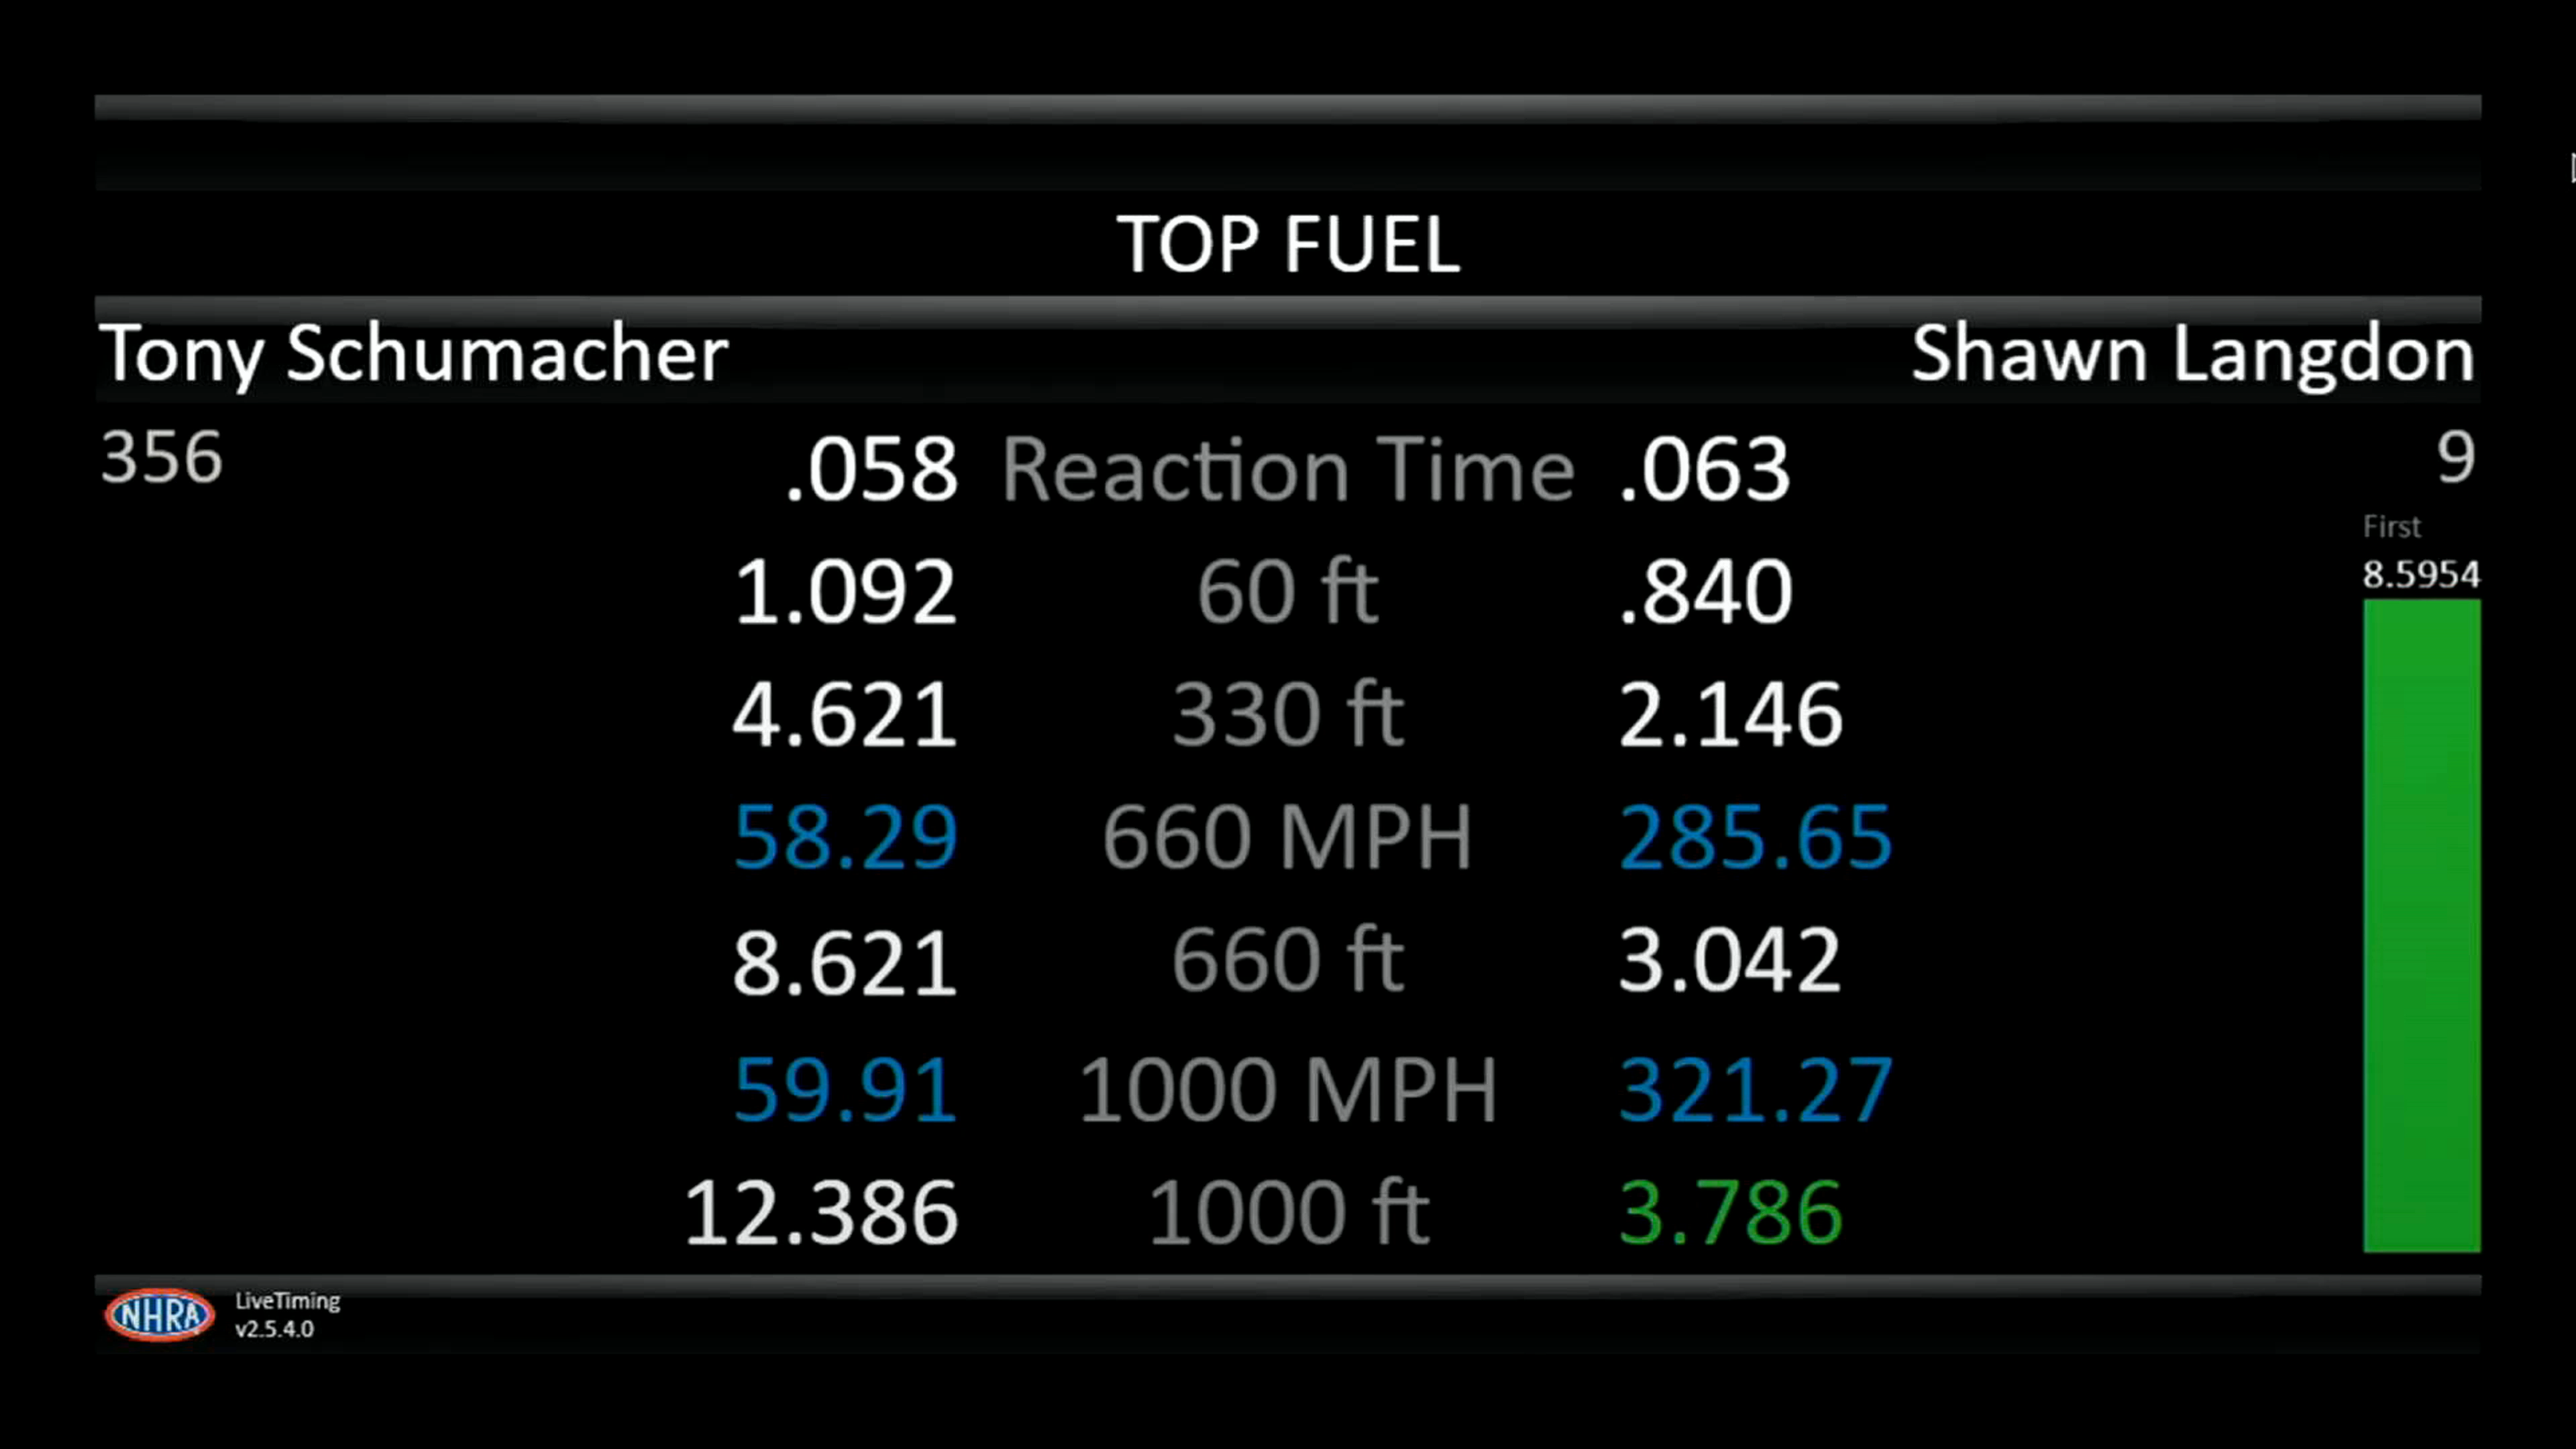 TOP FUEL
Tony Schumacher Shawn Langdon
356 .058 Reaction Time .063 9
First
8.5954
1.092 60 ft .840
4.621 330 ft 2.146
58.29 660 MPH 285.65
8.621 660 ft 3.042
59.91 1000 MPH 321.27
12.386 1000 ft 3.786
NHRA
LiveTiming
v2.5.4.0